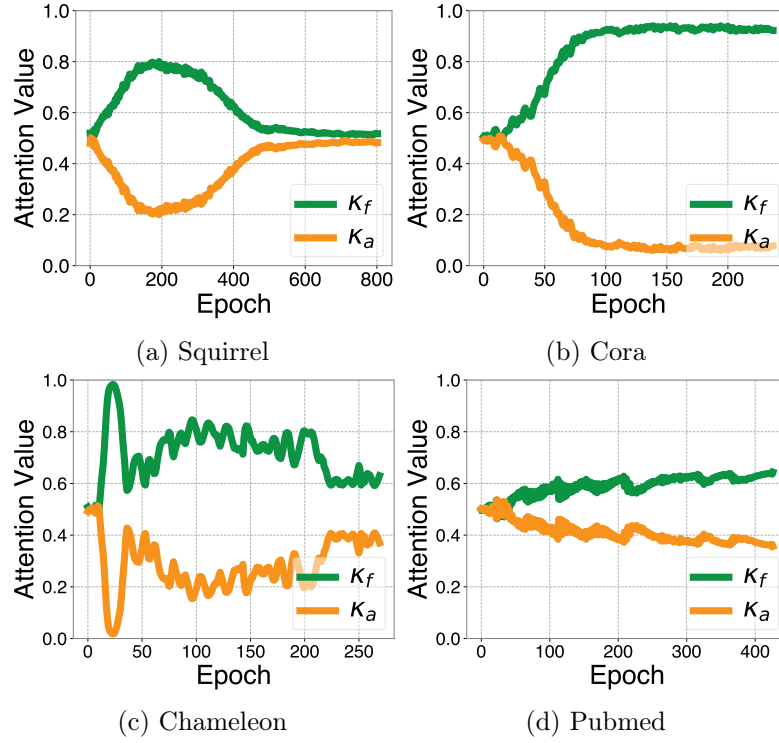 1.0
0.8
0.6
0.4
0.2
0.0
Attention Value
0 200 400 600 800
Epoch
κf
κa
(a) Squirrel
1.0
0.8
0.6
0.4
0.2
0.0
Attention Value
0 50 100 150 200
Epoch
κf
κa
(b) Cora
1.0
0.8
0.6
0.4
0.2
0.0
Attention Value
0 50 100 150 200 250
Epoch
κf
κa
(c) Chameleon
1.0
0.8
0.6
0.4
0.2
0.0
Attention Value
0 100 200 300 400
Epoch
κf
κa
(d) Pubmed